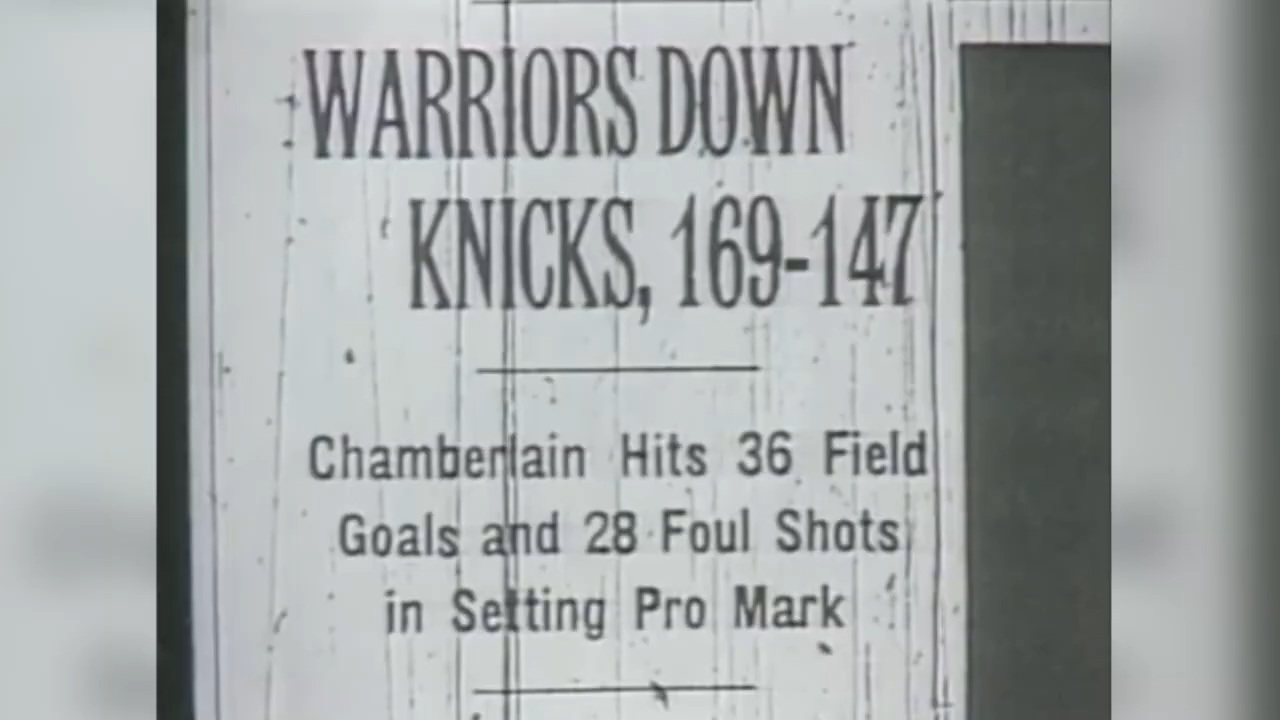 WARRIORS DOWN
KNICKS, 169-147
Chamberlain Hits 36 Field
Goals and 28 Foul Shots
in Setting Pro Mark